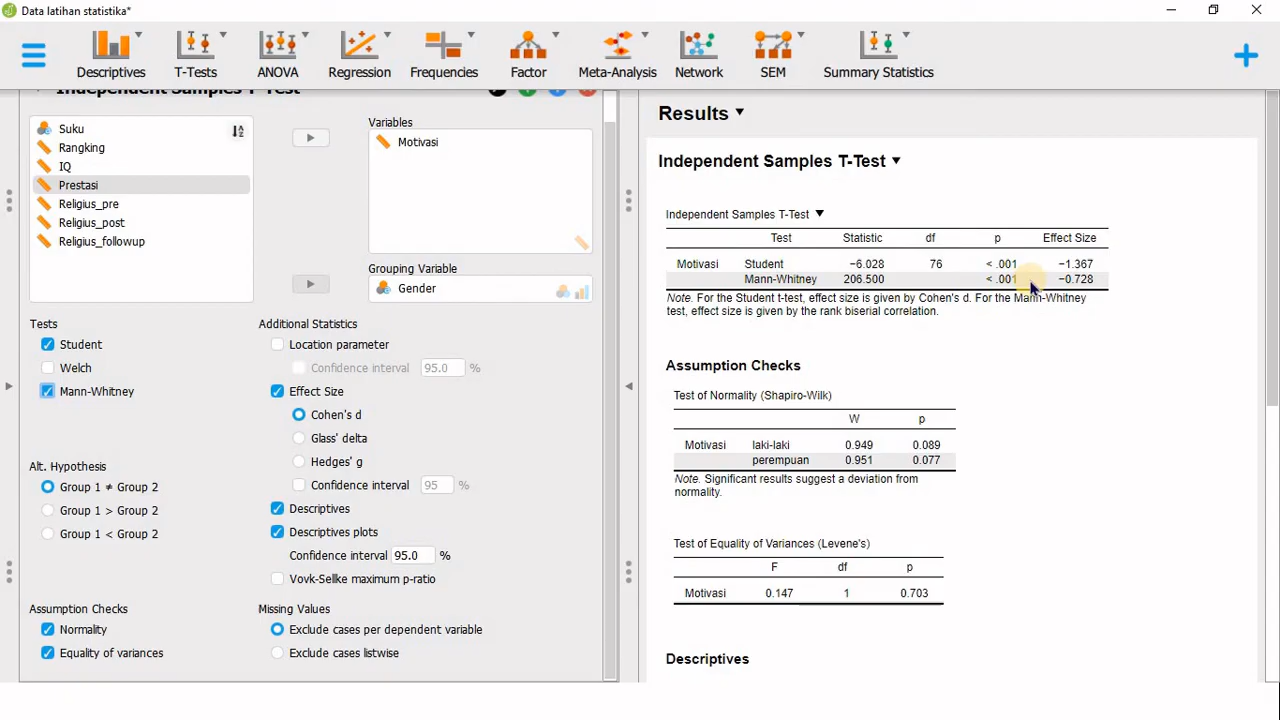 Data latihan statistika*
Descriptives
T-Tests
ANOVA
Regression
Frequencies
Factor
Meta-Analysis
Network
SEM
Summary Statistics
Independent Samples T-Test
Suku
Rangking
IQ
Prestasi
Religius_pre
Religius_post
Religius_followup
Variables
Motivasi
Grouping Variable
Gender
Tests
Student
Welch
Mann-Whitney
Alt. Hypothesis
Group 1 ≠ Group 2
Group 1 > Group 2
Group 1 < Group 2
Assumption Checks
Normality
Equality of variances
Additional Statistics
Location parameter
Confidence interval 95.0 %
Effect Size
Cohen's d
Glass' delta
Hedges' g
Confidence interval 95 %
Descriptives
Descriptives plots
Confidence interval 95.0 %
Vovk-Sellke maximum p-ratio
Missing Values
Exclude cases per dependent variable
Exclude cases listwise
Results
Independent Samples T-Test
Independent Samples T-Test
Test Statistic df p Effect Size
Motivasi Student −6.028 76 < .001 −1.367
Mann-Whitney 206.500 < .001 −0.728
Note. For the Student t-test, effect size is given by Cohen's d. For the Mann-Whitney
test, effect size is given by the rank biserial correlation.
Assumption Checks
Test of Normality (Shapiro-Wilk)
W p
Motivasi laki-laki 0.949 0.089
perempuan 0.951 0.077
Note. Significant results suggest a deviation from
normality.
Test of Equality of Variances (Levene's)
F df p
Motivasi 0.147 1 0.703
Descriptives